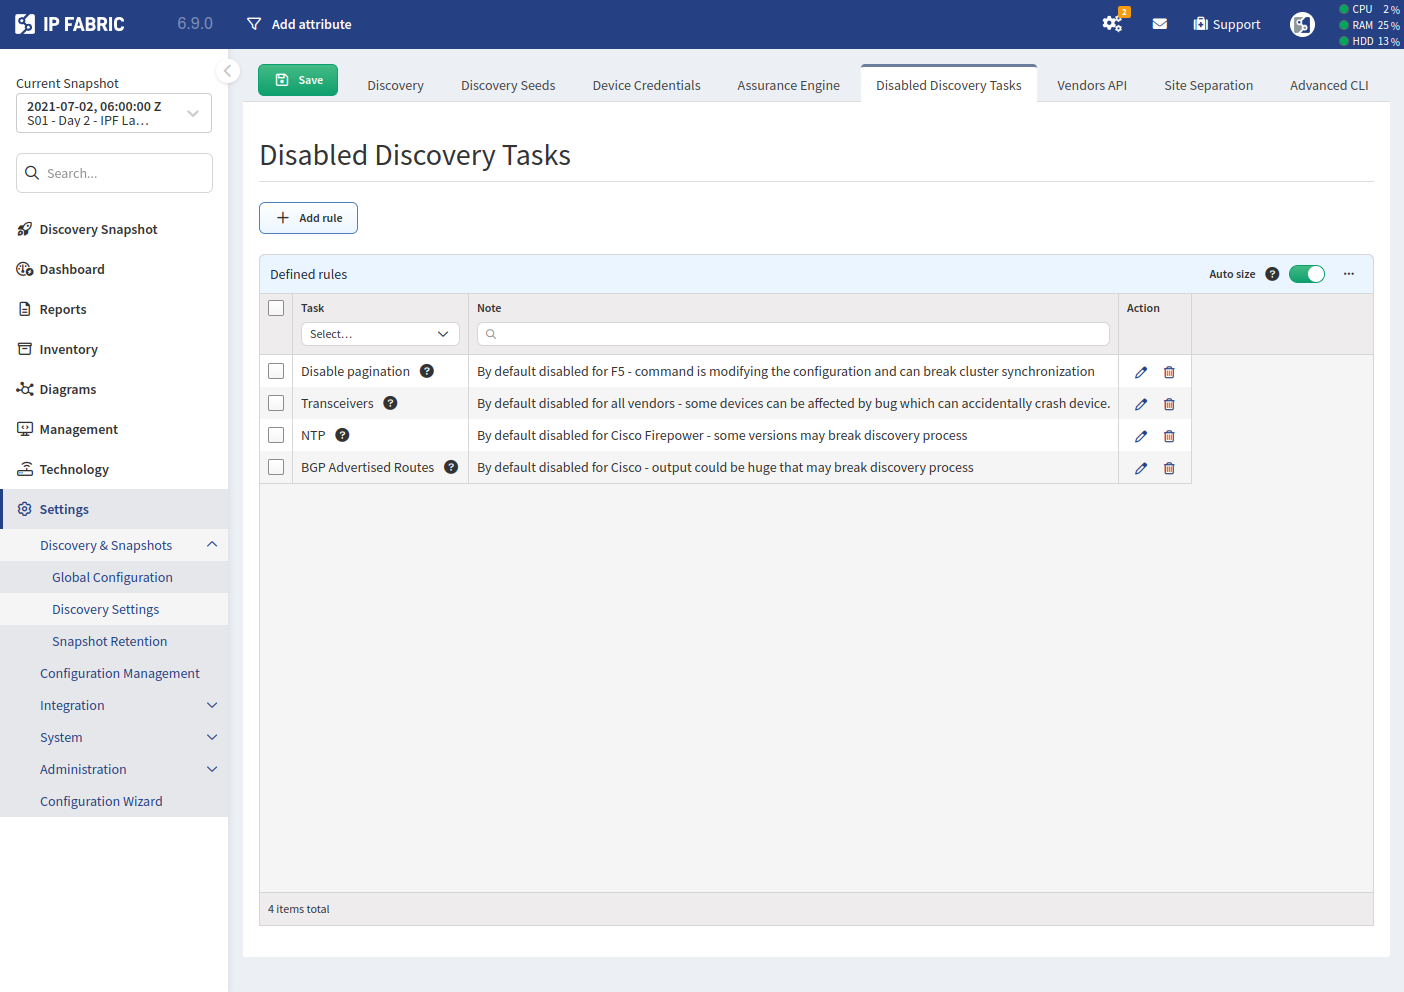 IP FABRIC
6.9.0
Add attribute
2
Support
CPU 2 %
RAM 25 %
HDD 13 %
Current Snapshot
2021-07-02, 06:00:00 Z
S01 - Day 2 - IPF La...
Search...
Discovery Snapshot
Dashboard
Reports
Inventory
Diagrams
Management
Technology
Settings
Discovery & Snapshots
Global Configuration
Discovery Settings
Snapshot Retention
Configuration Management
Integration
System
Administration
Configuration Wizard
Save
Discovery
Discovery Seeds
Device Credentials
Assurance Engine
Disabled Discovery Tasks
Vendors API
Site Separation
Advanced CLI
Disabled Discovery Tasks
Add rule
Defined rules
Auto size ?
Task Note Action
Select...
Disable pagination ? By default disabled for F5 - command is modifying the configuration and can break cluster synchronization
Transceivers ? By default disabled for all vendors - some devices can be affected by bug which can accidentally crash device.
NTP ? By default disabled for Cisco Firepower - some versions may break discovery process
BGP Advertised Routes ? By default disabled for Cisco - output could be huge that may break discovery process
4 items total